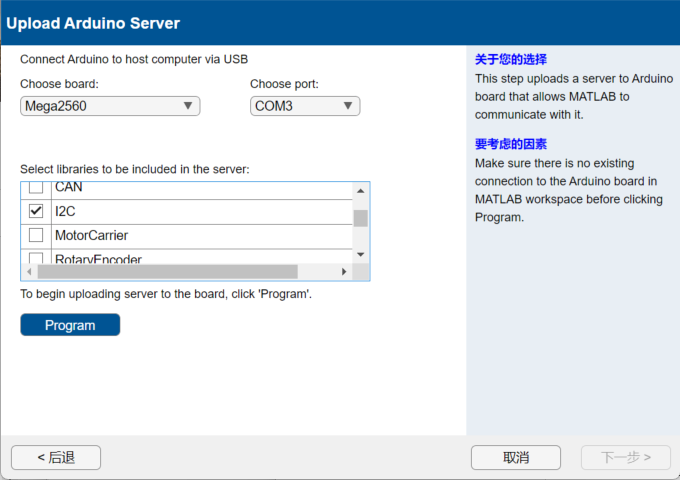 Upload Arduino Server
Connect Arduino to host computer via USB
Choose board:
Choose port:
Mega2560
COM3
Select libraries to be included in the server:
CAN
I2C
MotorCarrier
RotaryEncoder
To begin uploading server to the board, click 'Program'.
Program
关于您的选择
This step uploads a server to Arduino
board that allows MATLAB to
communicate with it.
要考虑的因素
Make sure there is no existing
connection to the Arduino board in
MATLAB workspace before clicking
Program.
< 后退
取消
下一步 >